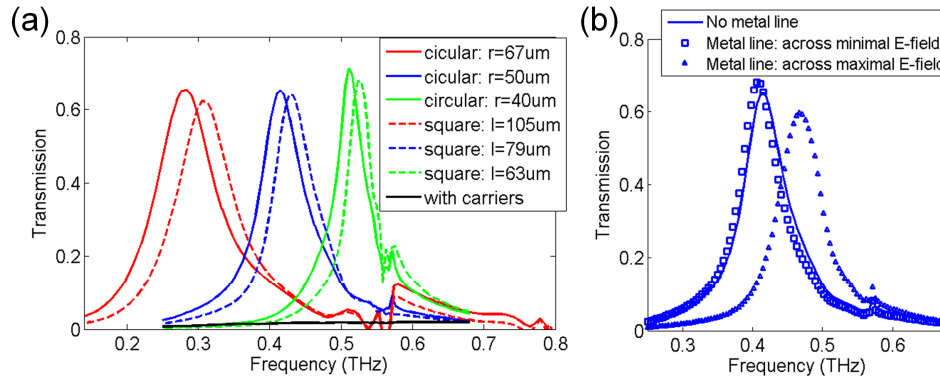 (a)
Transmission
0.8
0.6
0.4
0.2
0
0.2
0.3
0.4
0.5
0.6
0.7
0.8
Frequency (THz)
cicular: r=67um
cicular: r=50um
circular: r=40um
square: l=105um
square: l=79um
square: l=63um
with carriers
(b)
No metal line
Metal line: across minimal E-field
Metal line: across maximal E-field
Transmission
0.8
0.6
0.4
0.2
0
0.3
0.4
0.5
0.6
Frequency (THz)